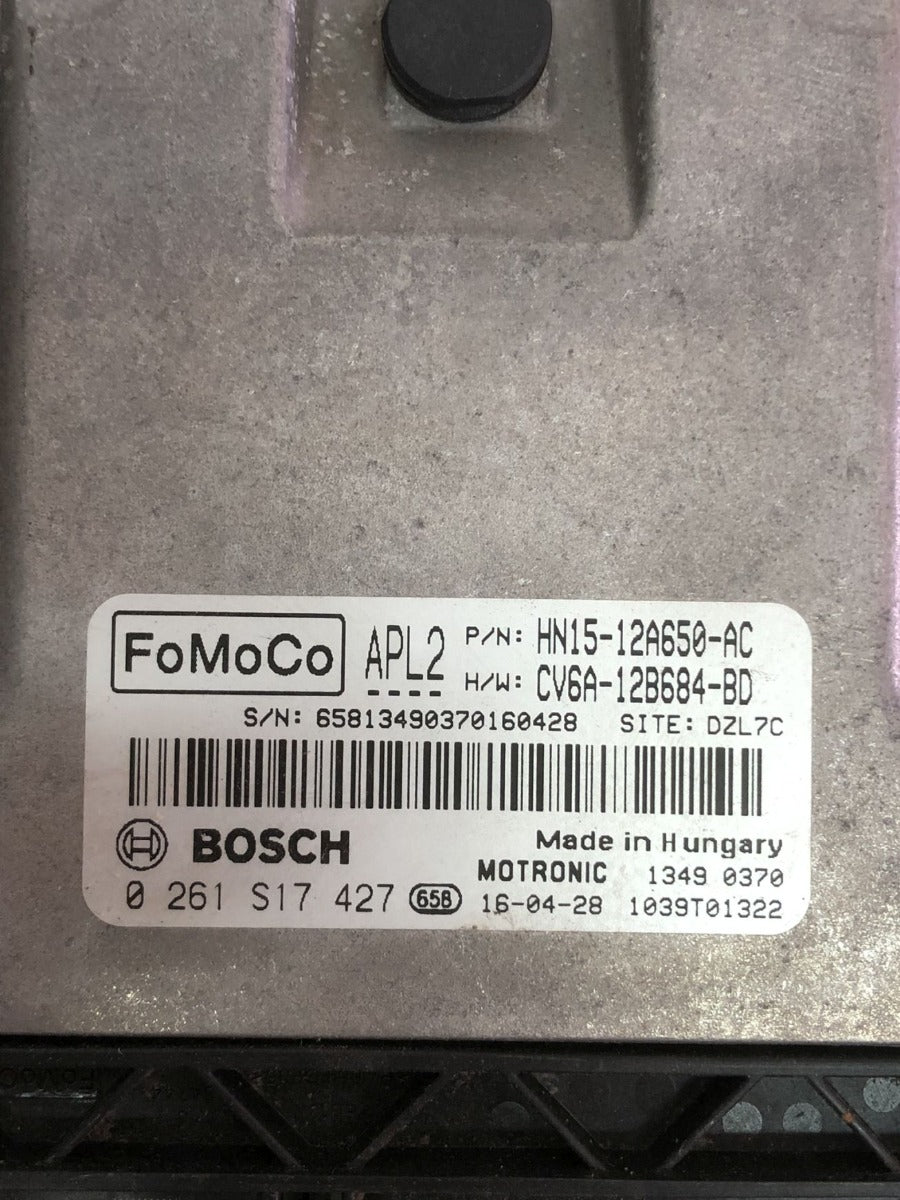 FoMoCo APL2 P/N: HN15-12A650-AC
H/W: CV6A-12B684-BD
S/N: 65813490370160428 SITE: DZL7C
BOSCH Made in Hungary
MOTRONIC 1349 0370
0 261 S17 427 658 16-04-28 1039T01322